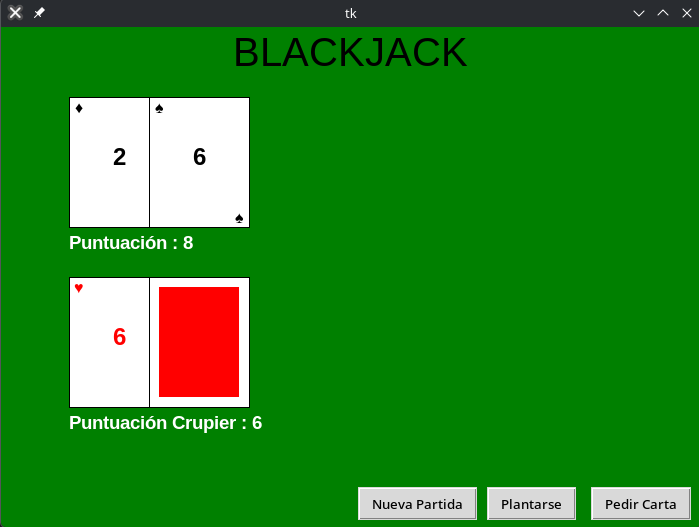 tk
BLACKJACK
♦ ♠
2 6
♠
Puntuación : 8
♥
6
Puntuación Crupier : 6
Nueva Partida Plantarse Pedir Carta